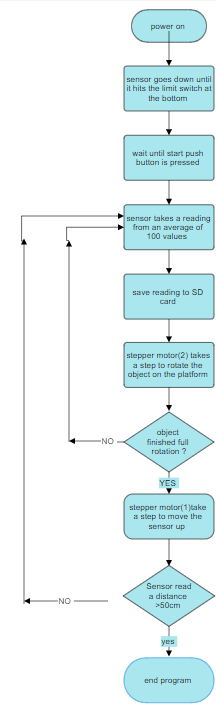 power on
sensor goes down until
it hits the limit switch at
the bottom
wait until start push
button is pressed
sensor takes a reading
from an average of
100 values
save reading to SD
card
stepper motor(2) takes
a step to rotate the
object on the platform
object
finished full
rotation ?
NO
YES
stepper motor(1)take
a step to move the
sensor up
Sensor read
a distance
>50cm
NO
yes
end program